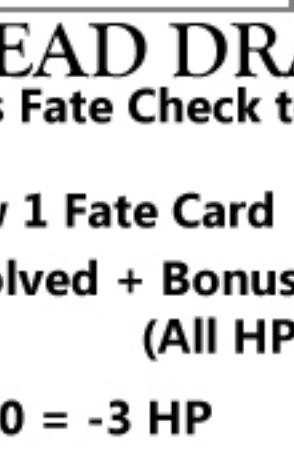 EAD DRA
s Fate Check t
1 Fate Card
olved + Bonus
(All HP
0 = -3 HP